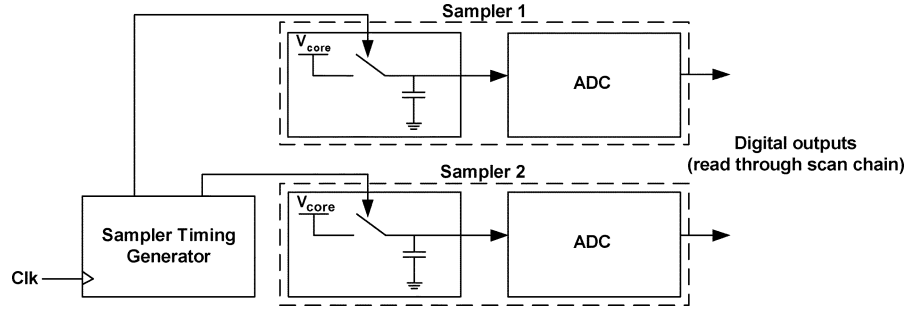 Sampler 1
Vcore
ADC
Digital outputs
(read through scan chain)
Sampler 2
Vcore
ADC
Sampler Timing
Generator
Clk